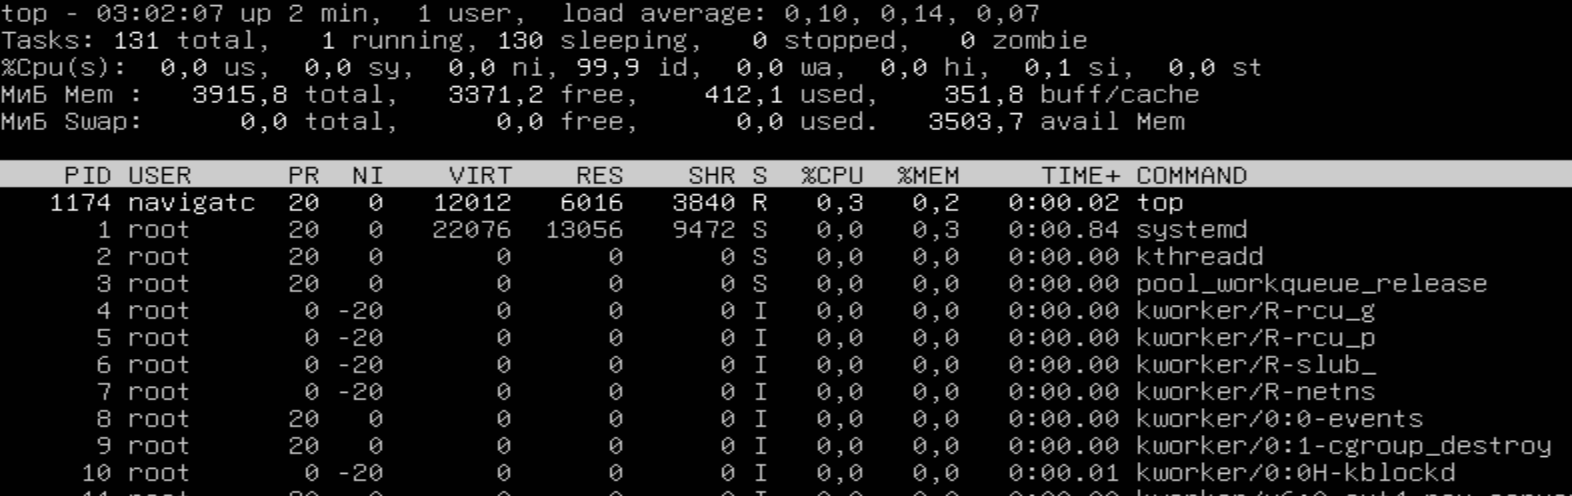 top - 03:02:07 up 2 min,  1 user,  load average: 0,10, 0,14, 0,07
Tasks: 131 total,   1 running, 130 sleeping,   0 stopped,   0 zombie
%Cpu(s):  0,0 us,  0,0 sy,  0,0 ni, 99,9 id,  0,0 wa,  0,0 hi,  0,1 si,  0,0 st
МиБ Mem :   3915,8 total,   3371,2 free,    412,1 used,    351,8 buff/cache
МиБ Swap:      0,0 total,      0,0 free,      0,0 used.   3503,7 avail Mem
PID USER      PR  NI    VIRT    RES    SHR S  %CPU  %MEM     TIME+ COMMAND
1174 navigatc  20   0   12012   6016   3840 R   0,3   0,2   0:00.02 top
1 root      20   0   22076  13056   9472 S   0,0   0,3   0:00.84 systemd
2 root      20   0       0      0      0 S   0,0   0,0   0:00.00 kthreadd
3 root      20   0       0      0      0 S   0,0   0,0   0:00.00 pool_workqueue_release
4 root       0 -20       0      0      0 I   0,0   0,0   0:00.00 kworker/R-rcu_g
5 root       0 -20       0      0      0 I   0,0   0,0   0:00.00 kworker/R-rcu_p
6 root       0 -20       0      0      0 I   0,0   0,0   0:00.00 kworker/R-slub_
7 root       0 -20       0      0      0 I   0,0   0,0   0:00.00 kworker/R-netns
8 root      20   0       0      0      0 I   0,0   0,0   0:00.00 kworker/0:0-events
9 root      20   0       0      0      0 I   0,0   0,0   0:00.00 kworker/0:1-cgroup_destroy
10 root       0 -20       0      0      0 I   0,0   0,0   0:00.01 kworker/0:0H-kblockd